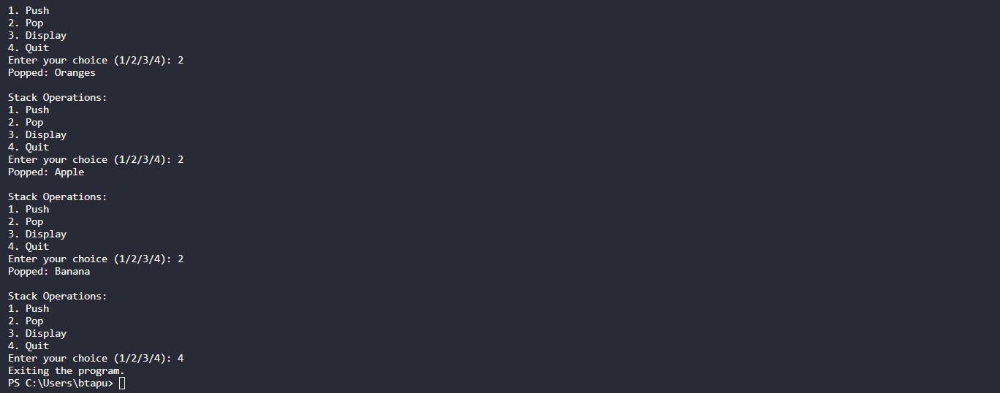 1. Push
2. Pop
3. Display
4. Quit
Enter your choice (1/2/3/4): 2
Popped: Oranges

Stack Operations:
1. Push
2. Pop
3. Display
4. Quit
Enter your choice (1/2/3/4): 2
Popped: Apple

Stack Operations:
1. Push
2. Pop
3. Display
4. Quit
Enter your choice (1/2/3/4): 2
Popped: Banana

Stack Operations:
1. Push
2. Pop
3. Display
4. Quit
Enter your choice (1/2/3/4): 4
Exiting the program.
PS C:\Users\btapu>